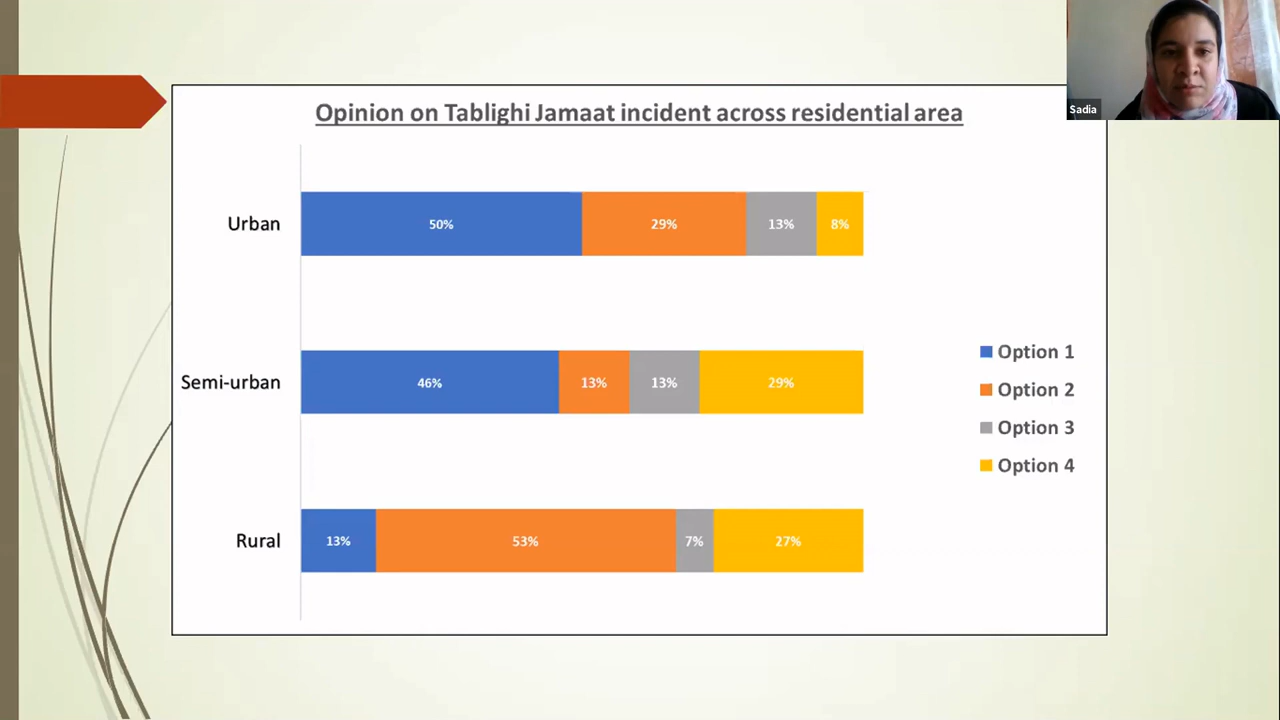 Sadia
Opinion on Tablighi Jamaat incident across residential area
Urban
50% 29% 13% 8%
Semi-urban
46% 13% 13% 29%
Rural
13% 53% 7% 27%
Option 1
Option 2
Option 3
Option 4